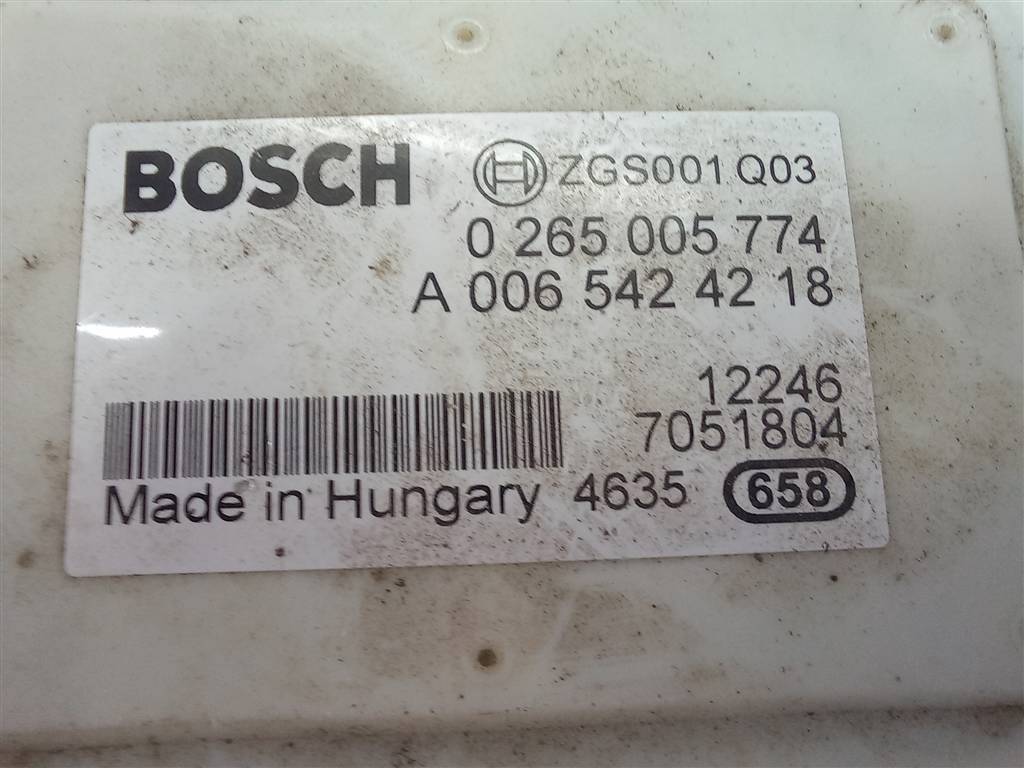 BOSCH ZGS001 Q03
0 265 005 774
A 006 542 42 18
12246
7051804
Made in Hungary 4635 658